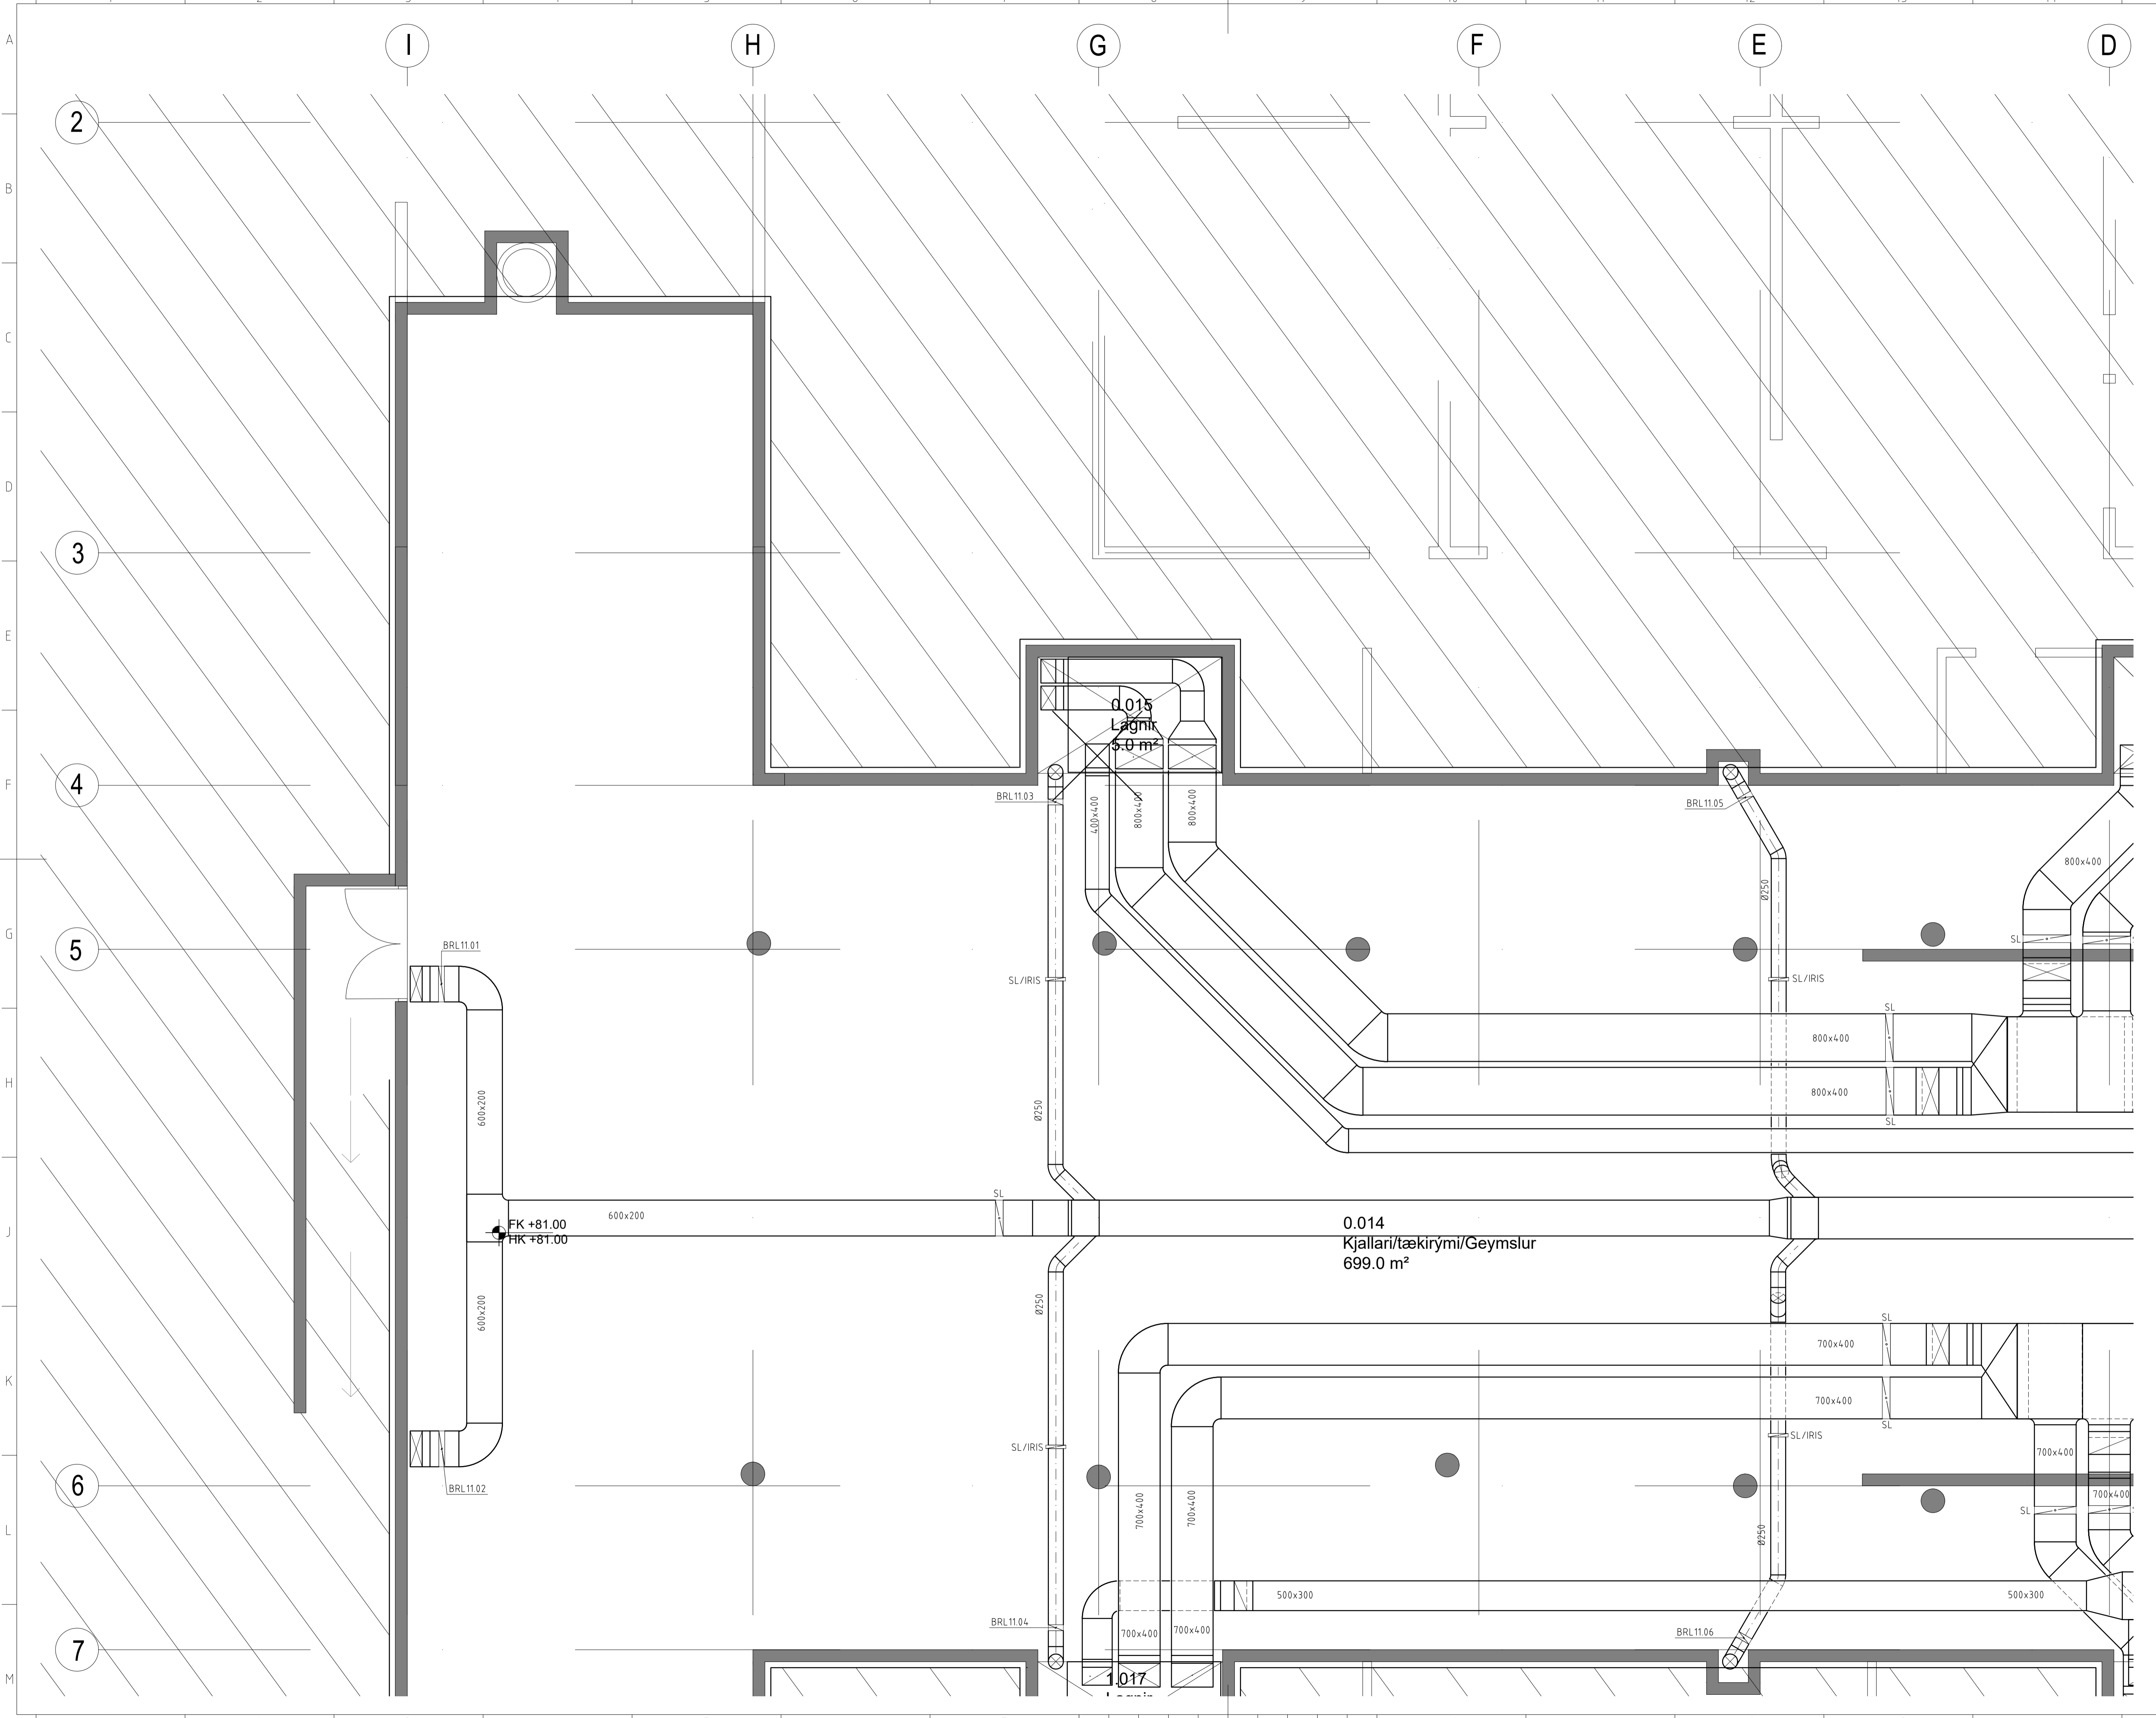 I
H
G
F
E
D
A
B
C
D
E
F
G
H
J
K
L
M
2
3
4
5
6
7
0.015
Lagnir
5.0 m²
BRL11.03
400x400
800x400
800x400
BRL11.05
800x400
Ø250
SL
BRL11.01
SL/IRIS
SL/IRIS
SL
800x400
800x400
SL
600x200
Ø250
SL
600x200
FK +81.00
HK +81.00
0.014
Kjallari/tækirými/Geymslur
699.0 m²
600x200
Ø250
SL
700x400
700x400
SL
SL/IRIS
SL/IRIS
700x400
BRL11.02
700x400
700x400
700x400
SL
Ø250
500x300
500x300
BRL11.04
700x400
700x400
BRL11.06
1.017